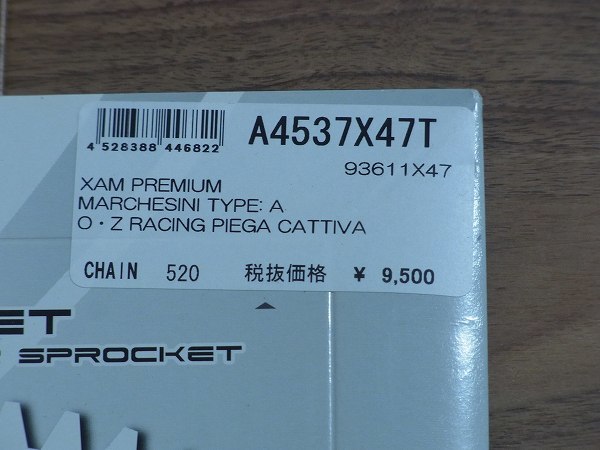 4 528388 446822
A4537X47T
93611X47
XAM PREMIUM
MARCHESINI TYPE: A
O・Z RACING PIEGA CATTIVA
CHAIN 520 税抜価格 ¥ 9,500
SPROCKET